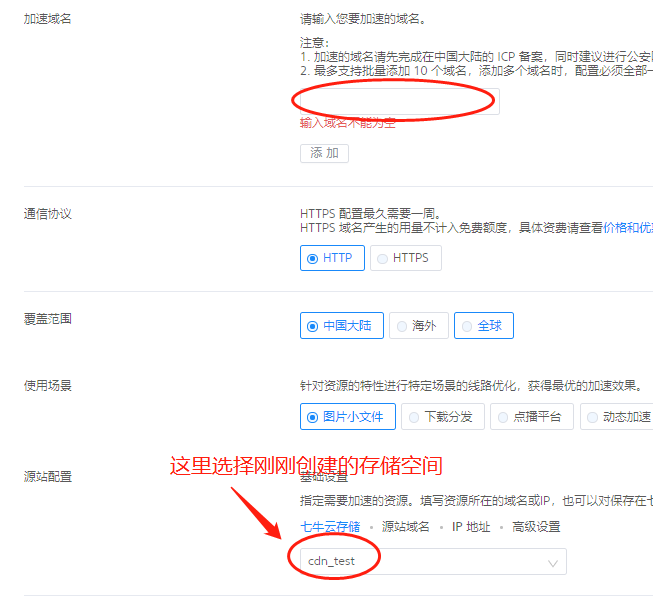 加速域名
请输入您要加速的域名。
注意：
1. 加速的域名请先完成在中国大陆的 ICP 备案，同时建议进行公安
2. 最多支持批量添加 10 个域名，添加多个域名时，配置必须全部一
输入域名不能为空
添 加
通信协议
HTTPS 配置最久需要一周。
HTTPS 域名产生的用量不计入免费额度，具体资费请查看价格和优
HTTP
HTTPS
覆盖范围
中国大陆
海外
全球
使用场景
针对资源的特性进行特定场景的线路优化，获得最优的加速效果。
图片小文件
下载分发
点播平台
动态加速
这里选择刚刚创建的存储空间
源站配置
基础设置
指定需要加速的资源。填写资源所在的域名或IP，也可以对保存在七
七牛云存储 • 源站域名 • IP 地址 • 高级设置
cdn_test